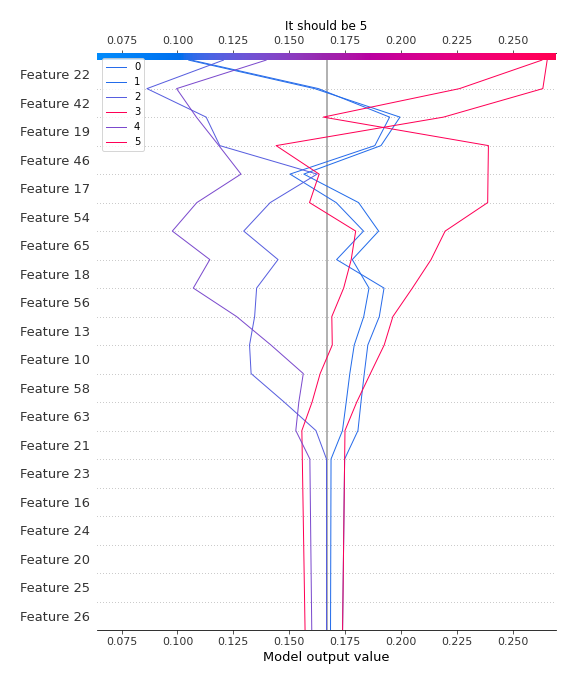 It should be 5
0.075 0.100 0.125 0.150 0.175 0.200 0.225 0.250
0
1
2
3
4
5
Feature 22
Feature 42
Feature 19
Feature 46
Feature 17
Feature 54
Feature 65
Feature 18
Feature 56
Feature 13
Feature 10
Feature 58
Feature 63
Feature 21
Feature 23
Feature 16
Feature 24
Feature 20
Feature 25
Feature 26
0.075 0.100 0.125 0.150 0.175 0.200 0.225 0.250
Model output value